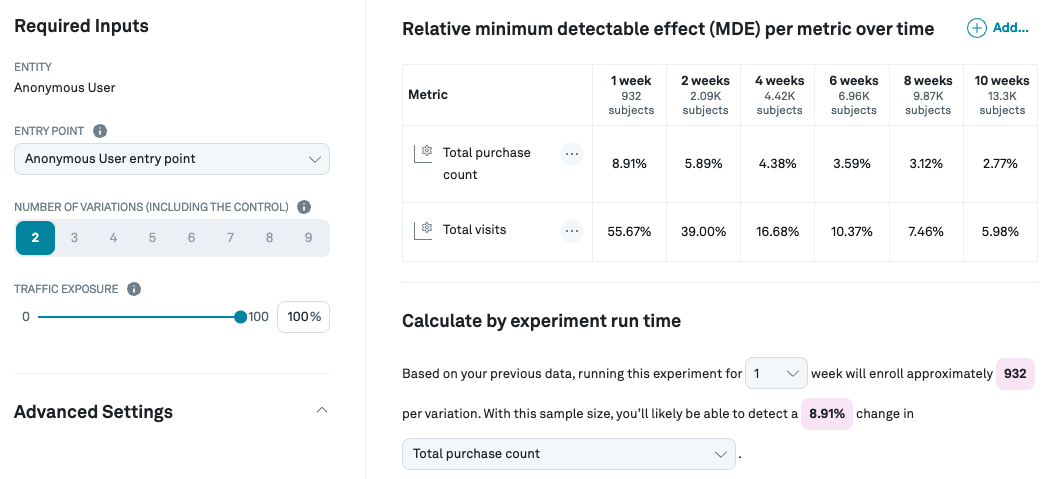 Required Inputs
ENTITY
Anonymous User
ENTRY POINT
Anonymous User entry point
NUMBER OF VARIATIONS (INCLUDING THE CONTROL)
2 3 4 5 6 7 8 9
TRAFFIC EXPOSURE
0 100 100%
Advanced Settings
Relative minimum detectable effect (MDE) per metric over time
Add...
Metric
1 week
932
subjects
2 weeks
2.09K
subjects
4 weeks
4.42K
subjects
6 weeks
6.96K
subjects
8 weeks
9.87K
subjects
10 weeks
13.3K
subjects
Total purchase
count
8.91% 5.89% 4.38% 3.59% 3.12% 2.77%
Total visits 55.67% 39.00% 16.68% 10.37% 7.46% 5.98%
Calculate by experiment run time
Based on your previous data, running this experiment for 1 week will enroll approximately 932
per variation. With this sample size, you'll likely be able to detect a 8.91% change in
Total purchase count .